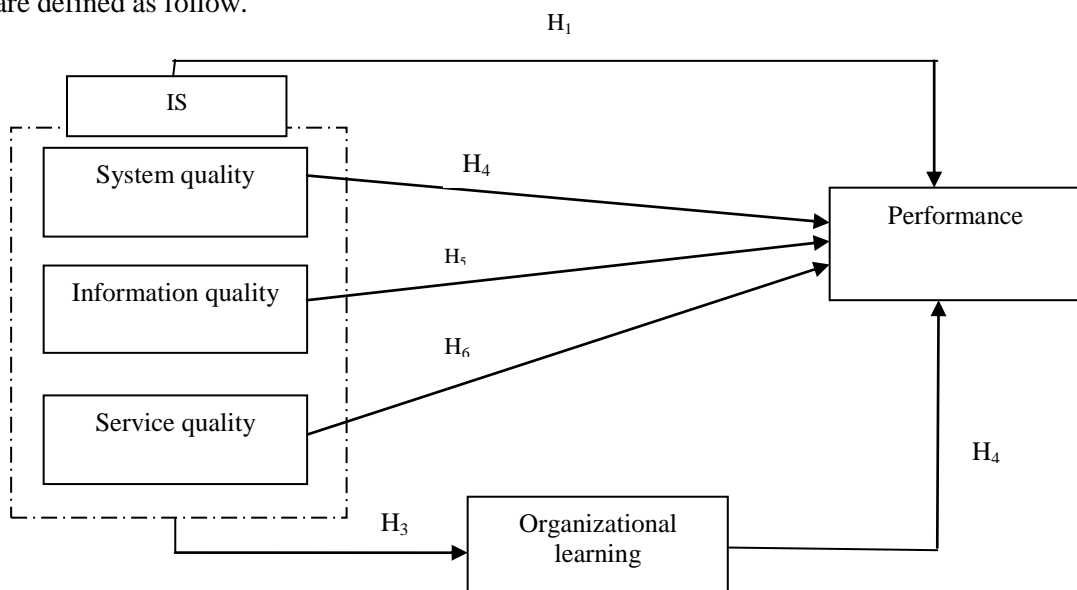 are defined as follow.
H₁
IS
System quality
H₄
Performance
Information quality
H₅
H₆
Service quality
H₄
H₃
Organizational
learning